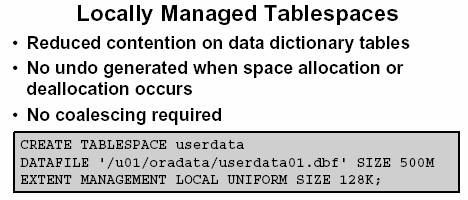 Locally Managed Tablespaces
• Reduced contention on data dictionary tables
• No undo generated when space allocation or
deallocation occurs
• No coalescing required
CREATE TABLESPACE userdata
DATAFILE '/u01/oradata/userdata01.dbf' SIZE 500M
EXTENT MANAGEMENT LOCAL UNIFORM SIZE 128K;